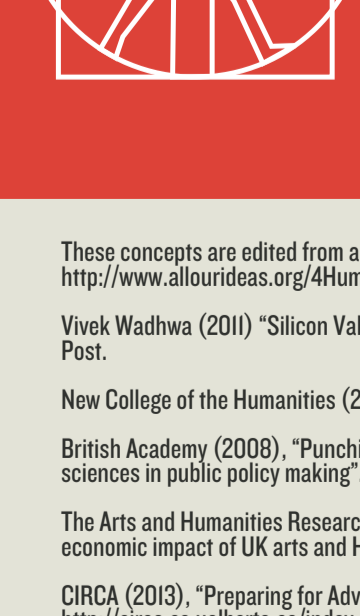 These concepts are edited from a
http://www.allourideas.org/4Hum
Vivek Wadhwa (2011) “Silicon Val
Post.
New College of the Humanities (2
British Academy (2008), “Punchi
sciences in public policy making”.
The Arts and Humanities Researc
economic impact of UK arts and H
CIRCA (2013), “Preparing for Adv